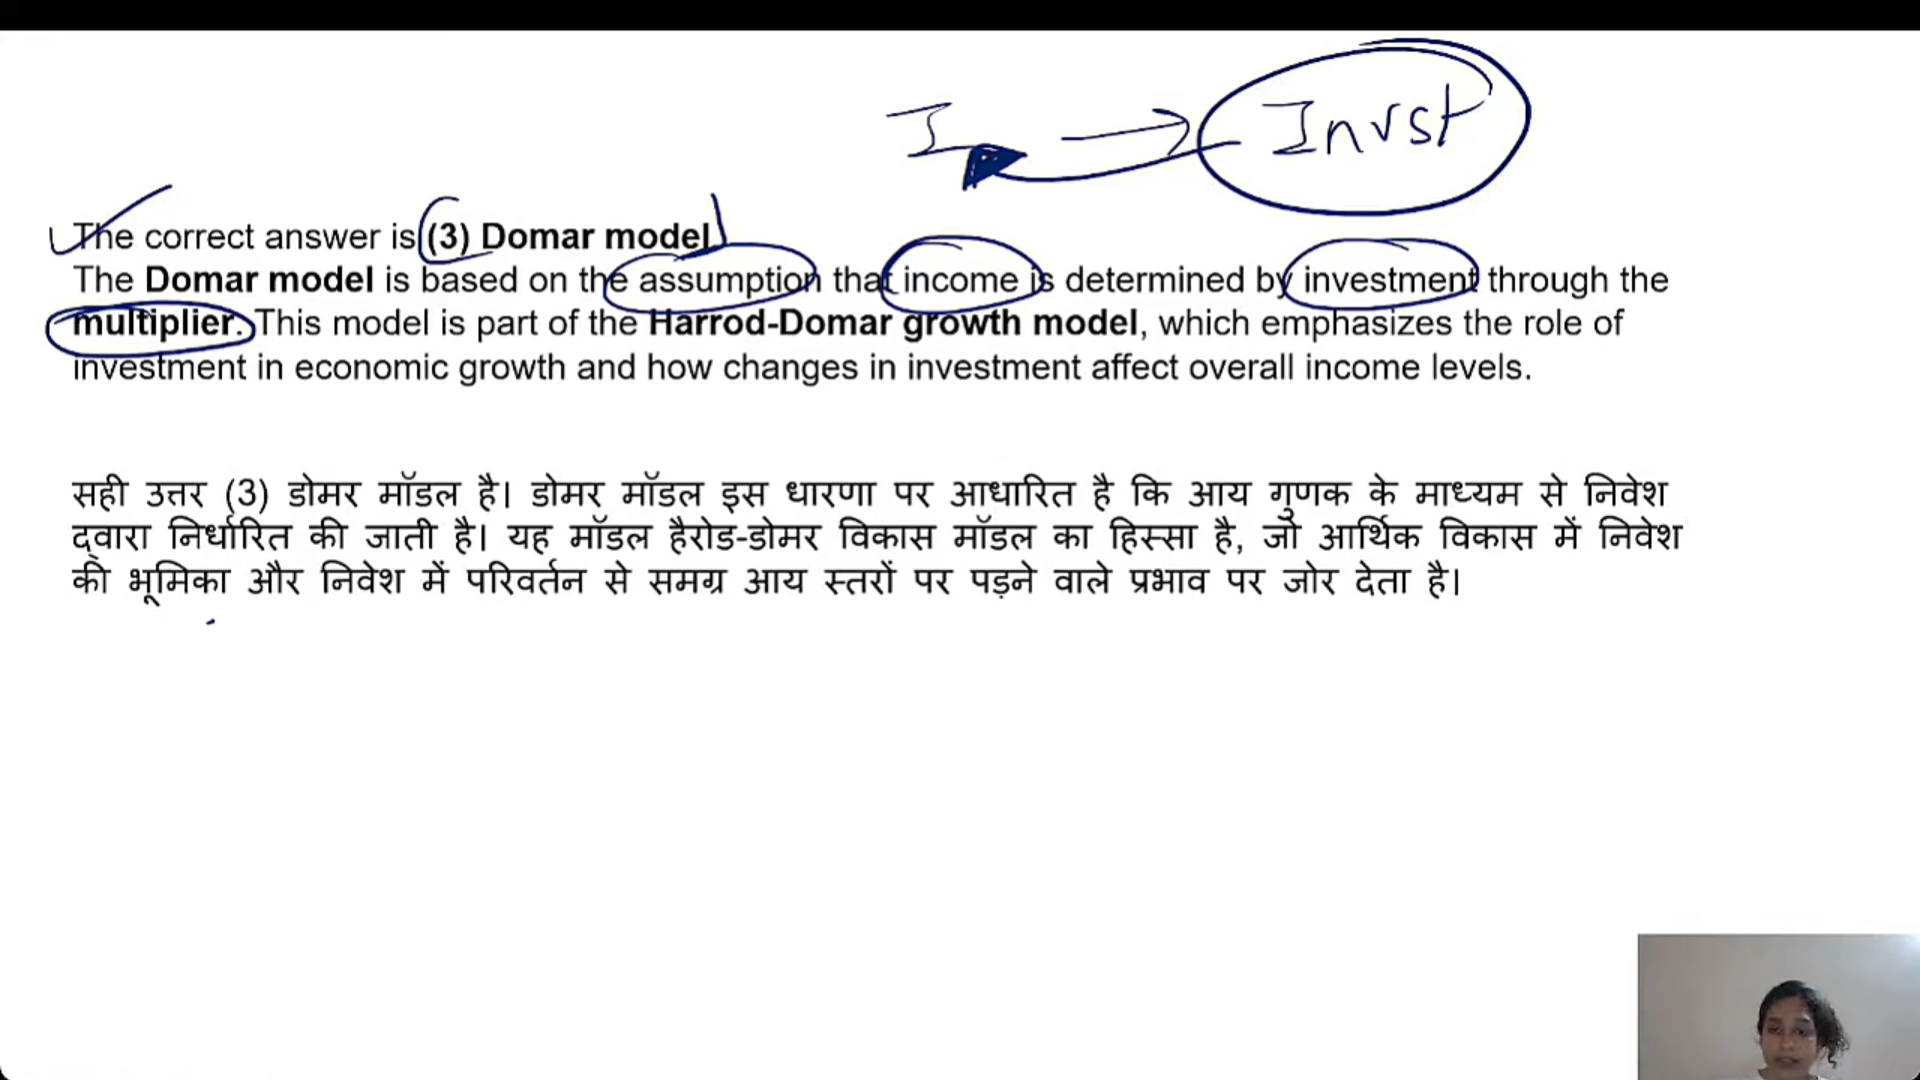 I → Invst
The correct answer is (3) Domar model
The Domar model is based on the assumption that income is determined by investment through the
multiplier. This model is part of the Harrod-Domar growth model, which emphasizes the role of
investment in economic growth and how changes in investment affect overall income levels.
सही उत्तर (3) डोमर मॉडल है। डोमर मॉडल इस धारणा पर आधारित है कि आय गुणक के माध्यम से निवेश
द्वारा निर्धारित की जाती है। यह मॉडल हैरोड-डोमर विकास मॉडल का हिस्सा है, जो आर्थिक विकास में निवेश
की भूमिका और निवेश में परिवर्तन से समग्र आय स्तरों पर पड़ने वाले प्रभाव पर जोर देता है।